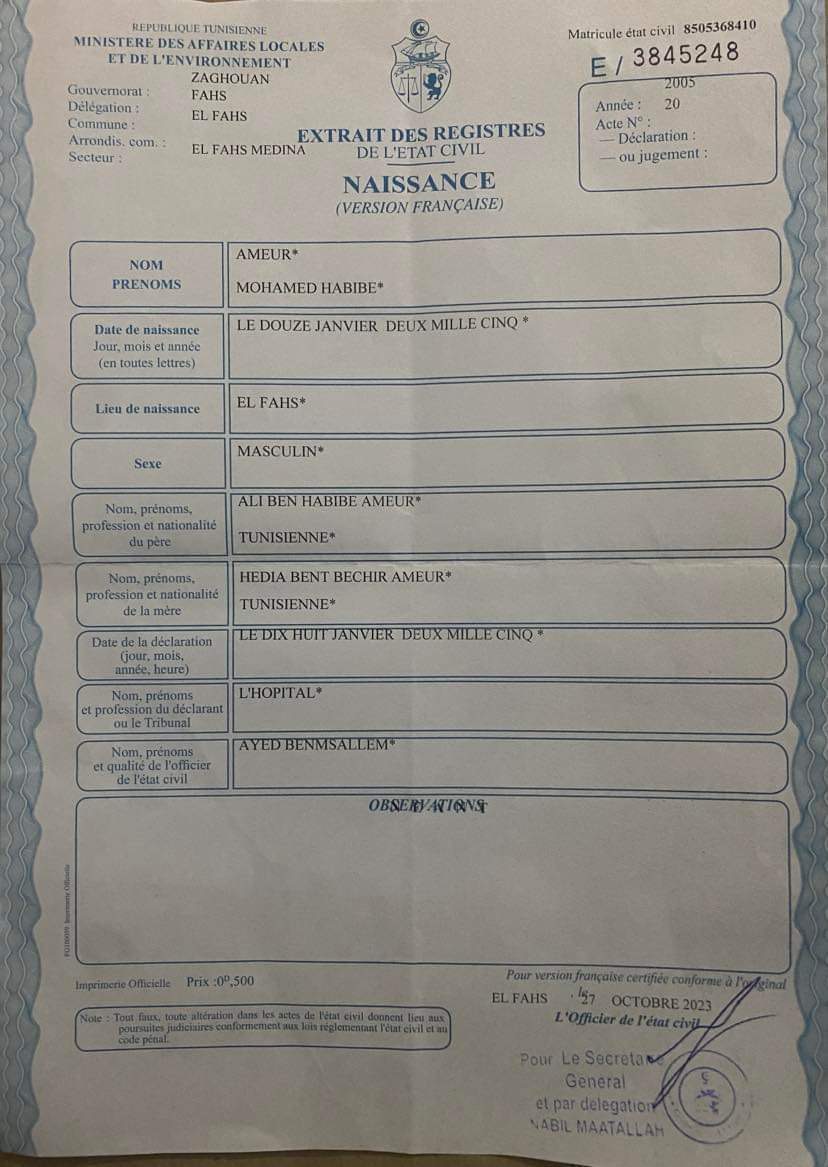 REPUBLIQUE TUNISIENNE
MINISTERE DES AFFAIRES LOCALES
ET DE L'ENVIRONNEMENT
Gouvernorat : ZAGHOUAN
Délégation : FAHS
Commune : EL FAHS
Arrondis. com. :
Secteur : EL FAHS MEDINA
Matricule état civil 8505368410
E / 3845248
2005
Année : 20
Acte N° :
— Déclaration :
— ou jugement :
EXTRAIT DES REGISTRES
DE L'ETAT CIVIL
NAISSANCE
(VERSION FRANÇAISE)
NOM
PRENOMS
AMEUR*
MOHAMED HABIBE*
Date de naissance
Jour, mois et année
(en toutes lettres)
LE DOUZE JANVIER DEUX MILLE CINQ *
Lieu de naissance
EL FAHS*
Sexe
MASCULIN*
Nom, prénoms,
profession et nationalité
du père
ALI BEN HABIBE AMEUR*
TUNISIENNE*
Nom, prénoms,
profession et nationalité
de la mère
HEDIA BENT BECHIR AMEUR*
TUNISIENNE*
Date de la déclaration
(jour, mois,
année, heure)
LE DIX HUIT JANVIER DEUX MILLE CINQ *
Nom, prénoms
et profession du déclarant
ou le Tribunal
L'HOPITAL*
Nom, prénoms
et qualité de l'officier
de l'état civil
AYED BENMSALLEM*
OBSERVATIONS
Imprimerie Officielle Prix :0ᴰ,500
Note : Tout faux, toute altération dans les actes de l'état civil donnent lieu aux
poursuites judiciaires conformement aux lois réglementant l'état civil et au
code pénal.
Pour version française certifiée conforme à l'original
EL FAHS le 27 OCTOBRE 2023
L'Officier de l'état civil
Pour Le Secretaire
General
et par delegation
NABIL MAATALLAH